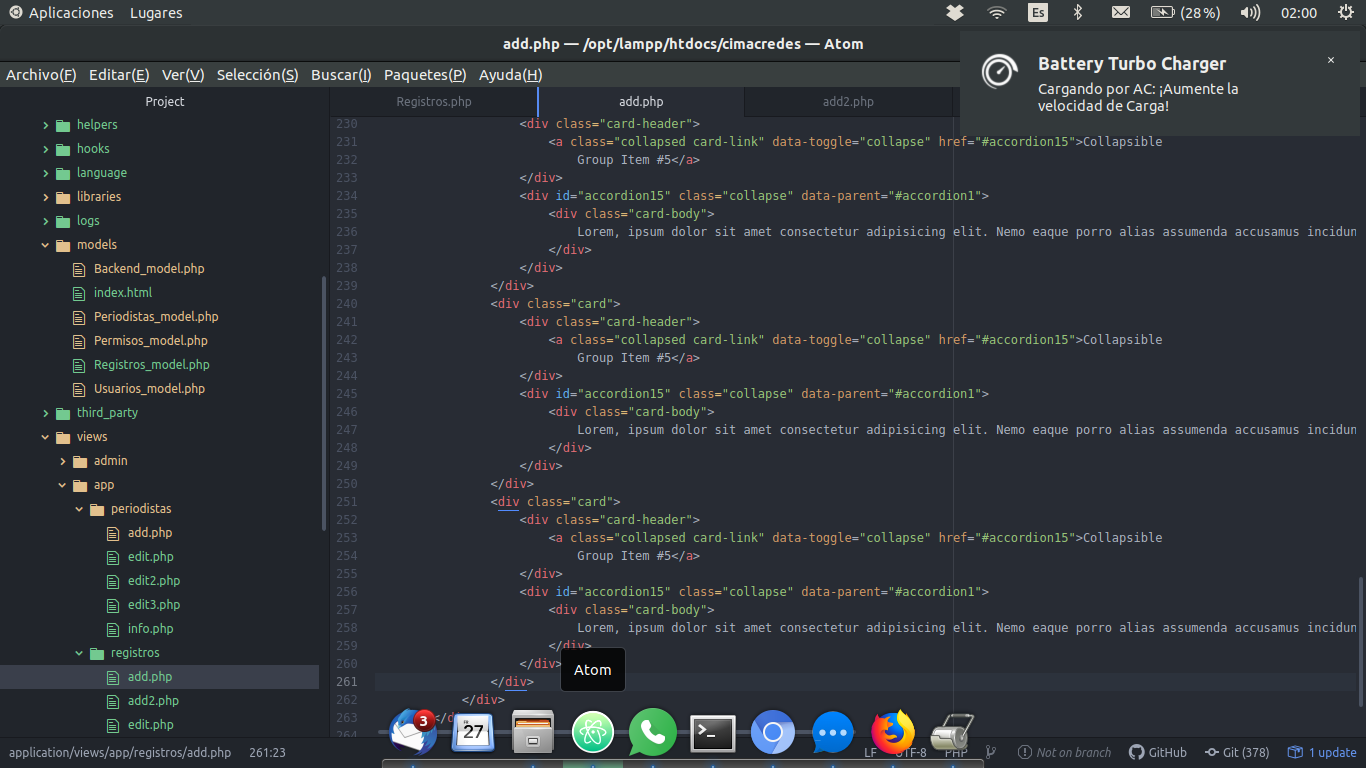 Aplicaciones Lugares Es (28%) 02:00
add.php — /opt/lampp/htdocs/cimacredes — Atom
Archivo(F) Editar(E) Ver(V) Selección(S) Buscar(I) Paquetes(P) Ayuda(H)
Battery Turbo Charger ×
Cargando por AC: ¡Aumente la
velocidad de Carga!
Project
helpers
hooks
language
libraries
logs
models
Backend_model.php
index.html
Periodistas_model.php
Permisos_model.php
Registros_model.php
Usuarios_model.php
third_party
views
admin
app
periodistas
add.php
edit.php
edit2.php
edit3.php
info.php
registros
add.php
add2.php
edit.php
Registros.php add.php add2.php
230 <div class="card-header">
231 <a class="collapsed card-link" data-toggle="collapse" href="#accordion15">Collapsible
232 Group Item #5</a>
233 </div>
234 <div id="accordion15" class="collapse" data-parent="#accordion1">
235 <div class="card-body">
236 Lorem, ipsum dolor sit amet consectetur adipisicing elit. Nemo eaque porro alias assumenda accusamus incidun
237 </div>
238 </div>
239 </div>
240 <div class="card">
241 <div class="card-header">
242 <a class="collapsed card-link" data-toggle="collapse" href="#accordion15">Collapsible
243 Group Item #5</a>
244 </div>
245 <div id="accordion15" class="collapse" data-parent="#accordion1">
246 <div class="card-body">
247 Lorem, ipsum dolor sit amet consectetur adipisicing elit. Nemo eaque porro alias assumenda accusamus incidun
248 </div>
249 </div>
250 </div>
251 <div class="card">
252 <div class="card-header">
253 <a class="collapsed card-link" data-toggle="collapse" href="#accordion15">Collapsible
254 Group Item #5</a>
255 </div>
256 <div id="accordion15" class="collapse" data-parent="#accordion1">
257 <div class="card-body">
258 Lorem, ipsum dolor sit amet consectetur adipisicing elit. Nemo eaque porro alias assumenda accusamus incidun
259 </div>
260 </div>
261 </div>
262 </div>
263
264
Atom
3
27
application/views/app/registros/add.php 261:23 LF UTF-8 PHP Not on branch GitHub Git (378) 1 update